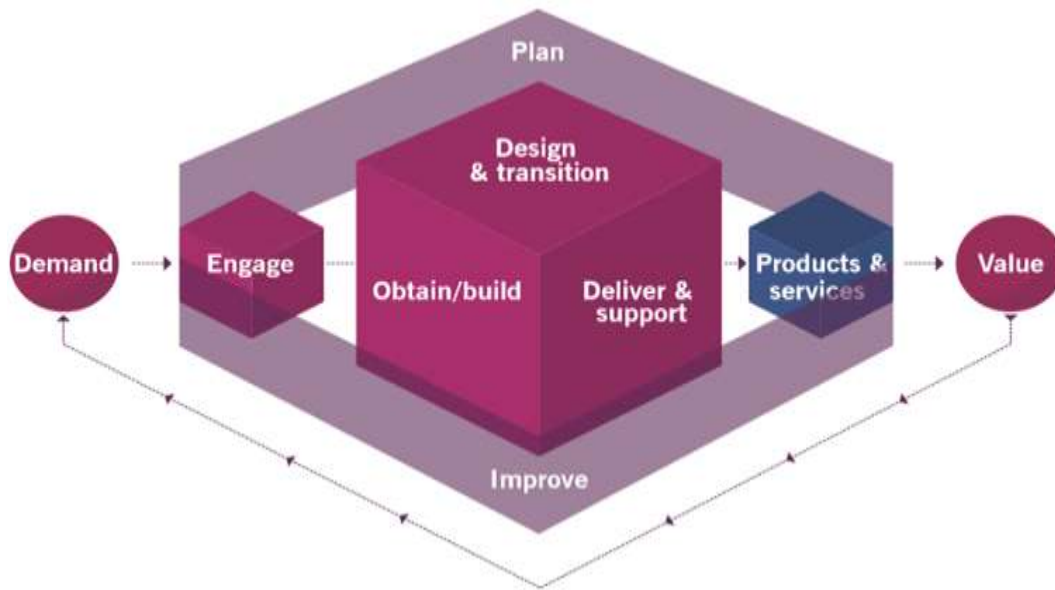 Plan
Design
& transition
Demand
Engage
Obtain/build
Deliver &
support
Products &
services
Value
Improve